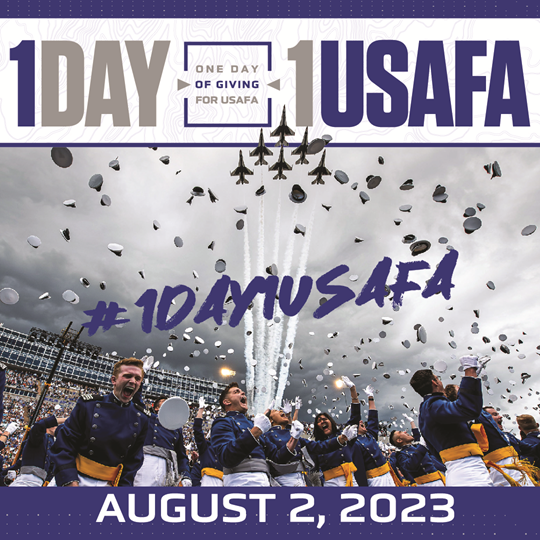 1DAY 1USAFA
ONE DAY
OF GIVING
FOR USAFA
#1DAY1USAFA
AUGUST 2, 2023